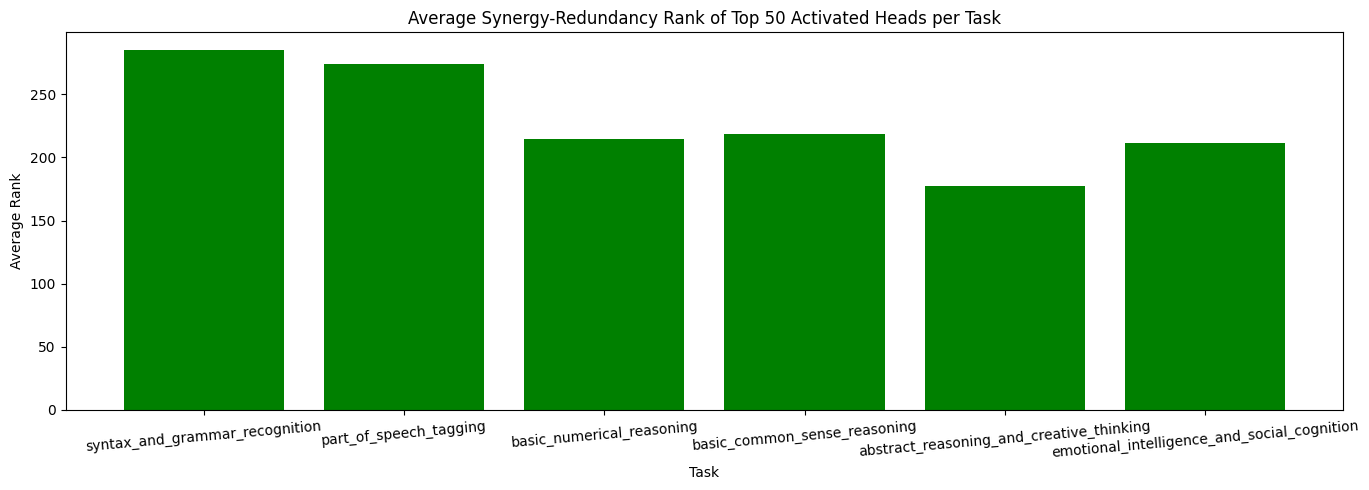 Average Synergy-Redundancy Rank of Top 50 Activated Heads per Task
Average Rank
250
200
150
100
50
0
syntax_and_grammar_recognition
part_of_speech_tagging
basic_numerical_reasoning
basic_common_sense_reasoning
abstract_reasoning_and_creative_thinking
emotional_intelligence_and_social_cognition
Task